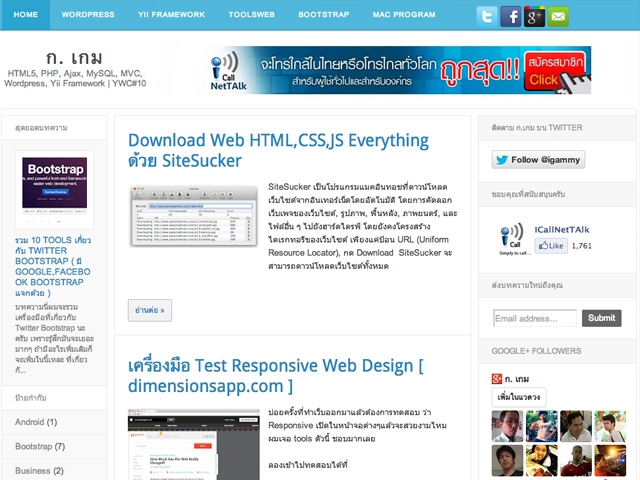 HOME WORDPRESS YII FRAMEWORK TOOLSWEB BOOTSTRAP MAC PROGRAM
ก. เกม
HTML5, PHP, Ajax, MySQL, MVC,
Wordpress, Yii Framework | YWC#10
i Call
NetTAlk
จะโทรใกล้ในไทยหรือโทรไกลทั่วโลก
สำหรับผู้ใช้ทั่วไปและสำหรับองค์กร
ถูกสุด!!
สมัครสมาชิก
Click
สุดยอดบทความ
Bootstrap
รวม 10 TOOLS เกี่ยว
กับ TWITTER
BOOTSTRAP ( มี
GOOGLE,FACEBO
OK BOOTSTRAP
แจกด้วย )
บทความนี้ผมจะรวม
เครื่องมือที่เกี่ยวกับ
Twitter Bootstrap นะ
ครับ เพราะรู้สึกมันจะเยอะ
มากๆ ถ้ามีอะไรเพิ่มเติมก็
จะเพิ่มในนี้เหละ ที่เกี่ยว
กั...
ป้ายกำกับ
Android (1)
Bootstrap (7)
Business (2)
Download Web HTML,CSS,JS Everything
ด้วย SiteSucker
SiteSucker เป็นโปรแกรมแมคอินทอชที่ดาวน์โหลด
เว็บไซต์จากอินเทอร์เน็ตโดยอัตโนมัติ โดยการคัดลอก
เว็บเพจของเว็บไซต์, รูปภาพ, พื้นหลัง, ภาพยนตร์, และ
ไฟล์อื่น ๆ ไปยังฮาร์ดไดรฟ์ โดยยังคงโครงสร้าง
ไดเรกทอรีของเว็บไซต์ เพียงแค่ป้อน URL (Uniform
Resource Locator), กด Download SiteSucker จะ
สามารถดาวน์โหลดเว็บไซต์ทั้งหมด
อ่านต่อ »
เครื่องมือ Test Responsive Web Design [
dimensionsapp.com ]
บ่อยครั้งที่ทำเว็บออกมาแล้วต้องการทดสอบ ว่า
Responsive เปิดในหน้าจอต่างๆแล้วจะสวยงามไหม
ผมเจอ tools ตัวนี้ ชอบมากเลย
ลองเข้าไปทดสอบได้ที่
ติดตาม ก.เกม บน TWITTER
Follow @igammy
ขอบคุณที่สนับสนุนครับ
Call
NetTAlk
Simply to call...
ICallNetTAlk
Like 1,761
ส่งบทความใหม่ถึงคุณ
Email address...
Submit
GOOGLE+ FOLLOWERS
ก. เกม
เพิ่มในแวดวง